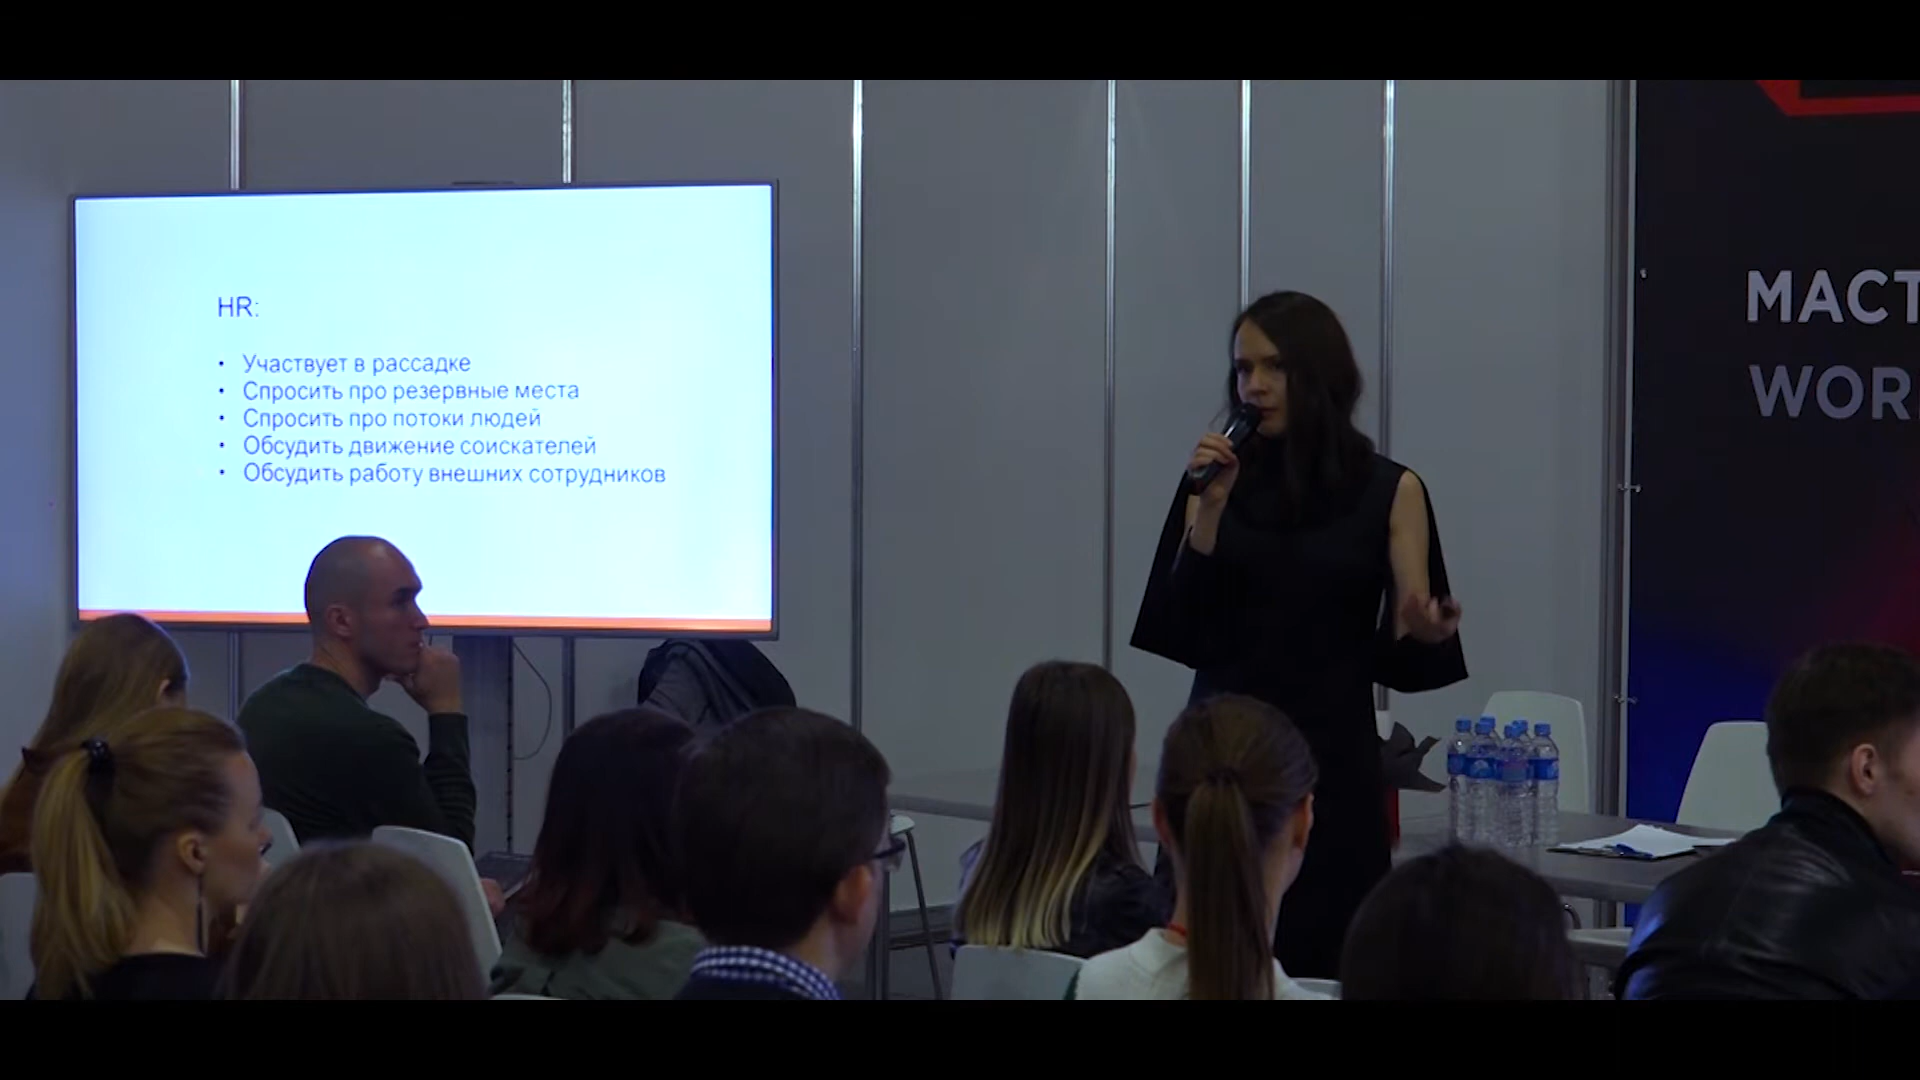 HR:
• Участвует в рассадке
• Спросить про резервные места
• Спросить про потоки людей
• Обсудить движение соискателей
• Обсудить работу внешних сотрудников
МАСТ
WOR